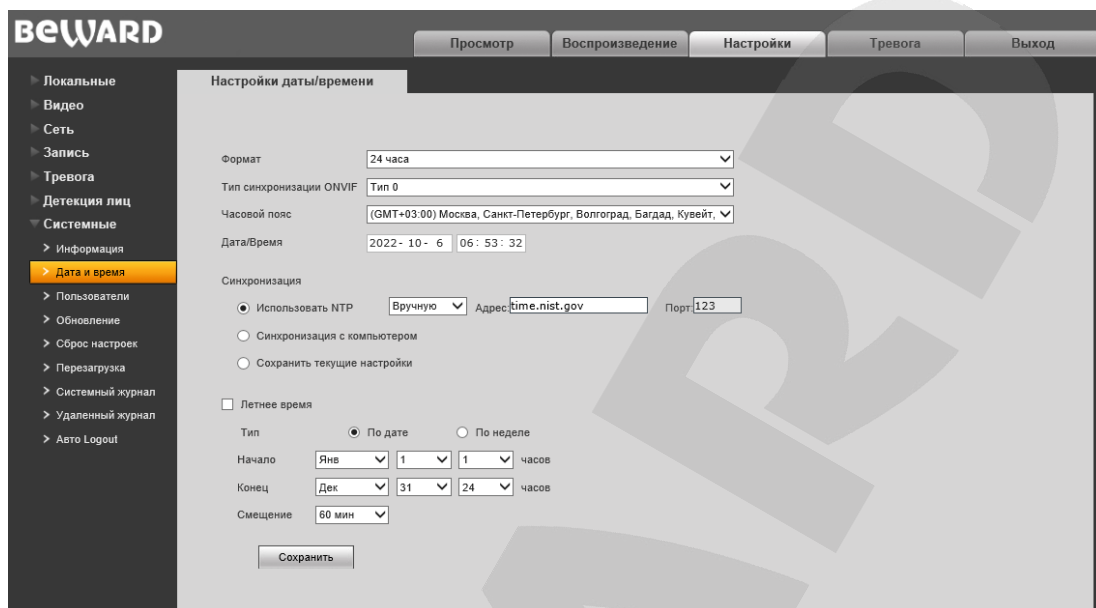 BEWARD
Просмотр Воспроизведение Настройки Тревога Выход
Локальные
Видео
Сеть
Запись
Тревога
Детекция лиц
Системные
Информация
Дата и время
Пользователи
Обновление
Сброс настроек
Перезагрузка
Системный журнал
Удаленный журнал
Авто Logout
Настройки даты/времени
Формат 24 часа
Тип синхронизации ONVIF Тип 0
Часовой пояс (GMT+03:00) Москва, Санкт-Петербург, Волгоград, Багдад, Кувейт,
Дата/Время 2022- 10- 6 06: 53: 32
Синхронизация
Использовать NTP Вручную Адрес: time.nist.gov Порт: 123
Синхронизация с компьютером
Сохранить текущие настройки
Летнее время
Тип По дате По неделе
Начало Янв 1 1 часов
Конец Дек 31 24 часов
Смещение 60 мин
Сохранить